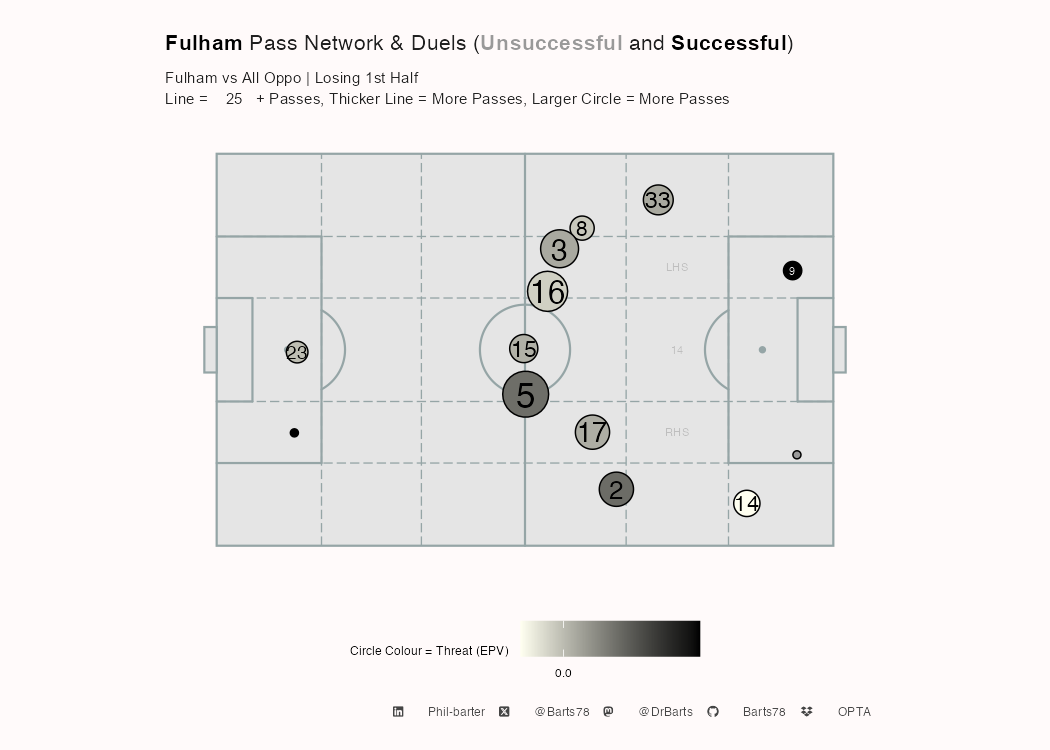 Fulham Pass Network & Duels (Unsuccessful and Successful)
Fulham vs All Oppo | Losing 1st Half
Line = 25 + Passes, Thicker Line = More Passes, Larger Circle = More Passes
33
8
3
LHS
9
16
15
14
23
5
17
RHS
2
14
Circle Colour = Threat (EPV)
0.0
Phil-barter @Barts78 @DrBarts Barts78 OPTA